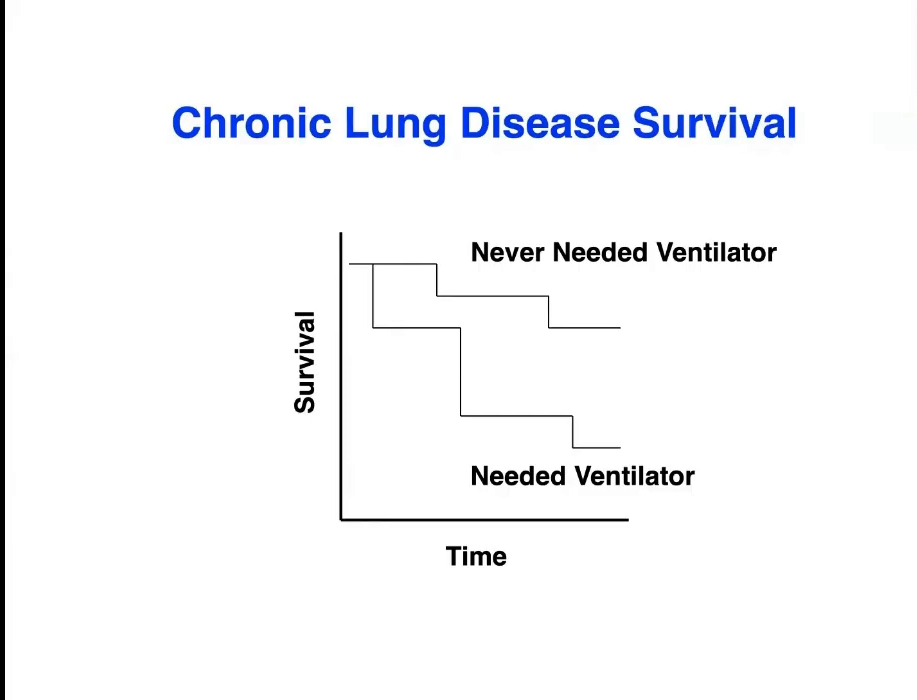 Chronic Lung Disease Survival
Never Needed Ventilator
Survival
Needed Ventilator
Time